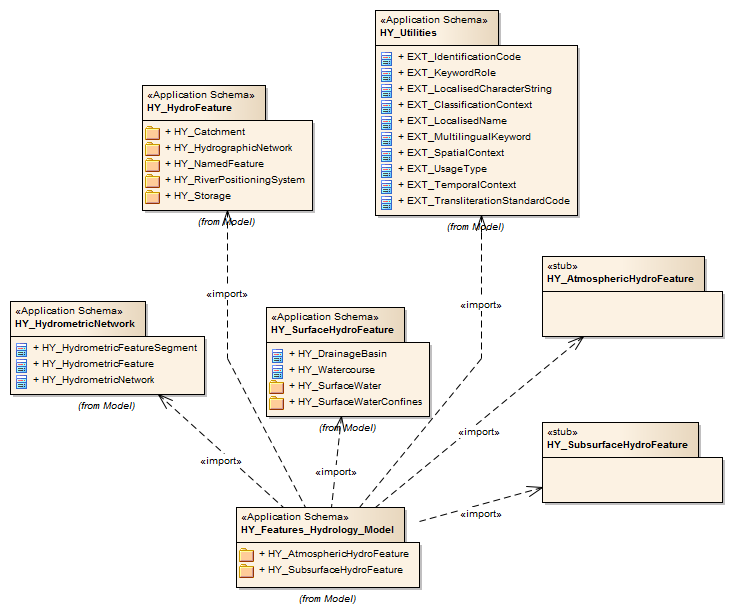 «Application Schema»
HY_Utilities
+ EXT_IdentificationCode
+ EXT_KeywordRole
+ EXT_LocalisedCharacterString
+ EXT_ClassificationContext
+ EXT_LocalisedName
+ EXT_MultilingualKeyword
+ EXT_SpatialContext
+ EXT_UsageType
+ EXT_TemporalContext
+ EXT_TransliterationStandardCode
(from Model)
«Application Schema»
HY_HydroFeature
+ HY_Catchment
+ HY_HydrographicNetwork
+ HY_NamedFeature
+ HY_RiverPositioningSystem
+ HY_Storage
(from Model)
«stub»
HY_AtmosphericHydroFeature
«import»
«import»
«Application Schema»
HY_HydrometricNetwork
+ HY_HydrometricFeatureSegment
+ HY_HydrometricFeature
+ HY_HydrometricNetwork
(from Model)
«Application Schema»
HY_SurfaceHydroFeature
+ HY_DrainageBasin
+ HY_Watercourse
+ HY_SurfaceWater
+ HY_SurfaceWaterConfines
(from Model)
«stub»
HY_SubsurfaceHydroFeature
«import»
«import»
«import»
«import»
«Application Schema»
HY_Features_Hydrology_Model
+ HY_AtmosphericHydroFeature
+ HY_SubsurfaceHydroFeature
(from Model)